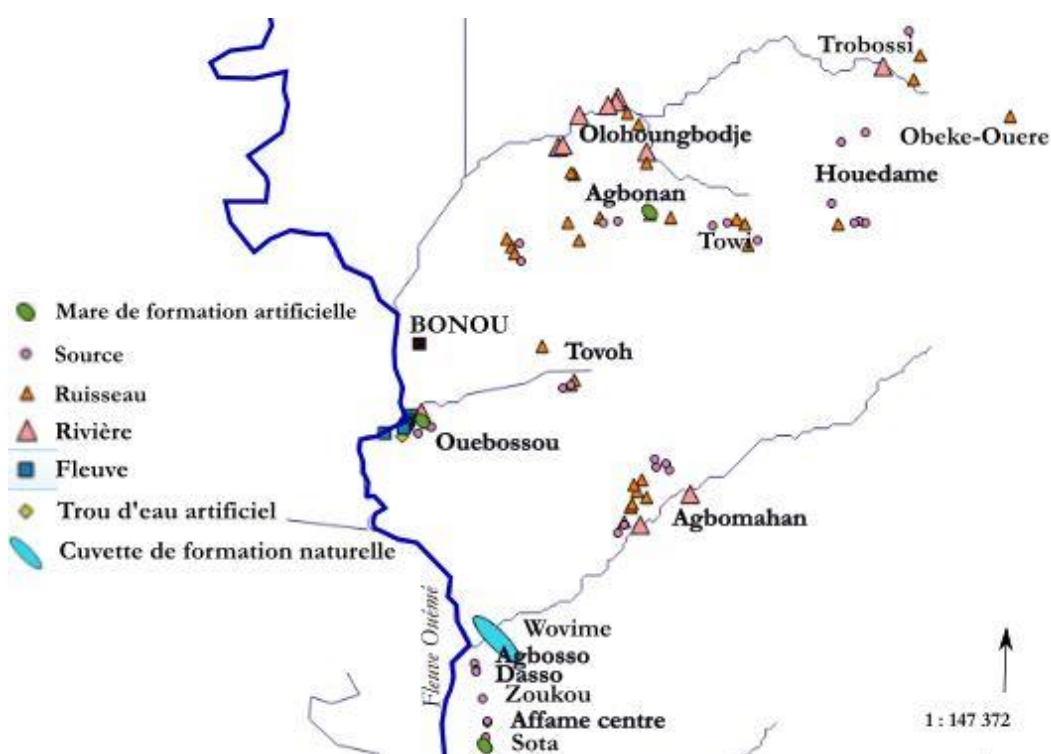 Trobossi
Olohoungbodje
Obeke-Ouere
Houedame
Agbonan
Towi
Mare de formation artificielle
BONOU
Source
Tovoh
Ruisseau
Rivière
Ouebossou
Fleuve
Trou d'eau artificiel
Agbomahan
Cuvette de formation naturelle
Fleuve Ouémé
Wovime
Agbosso
Dasso
Zoukou
Affame centre
1 : 147 372
Sota